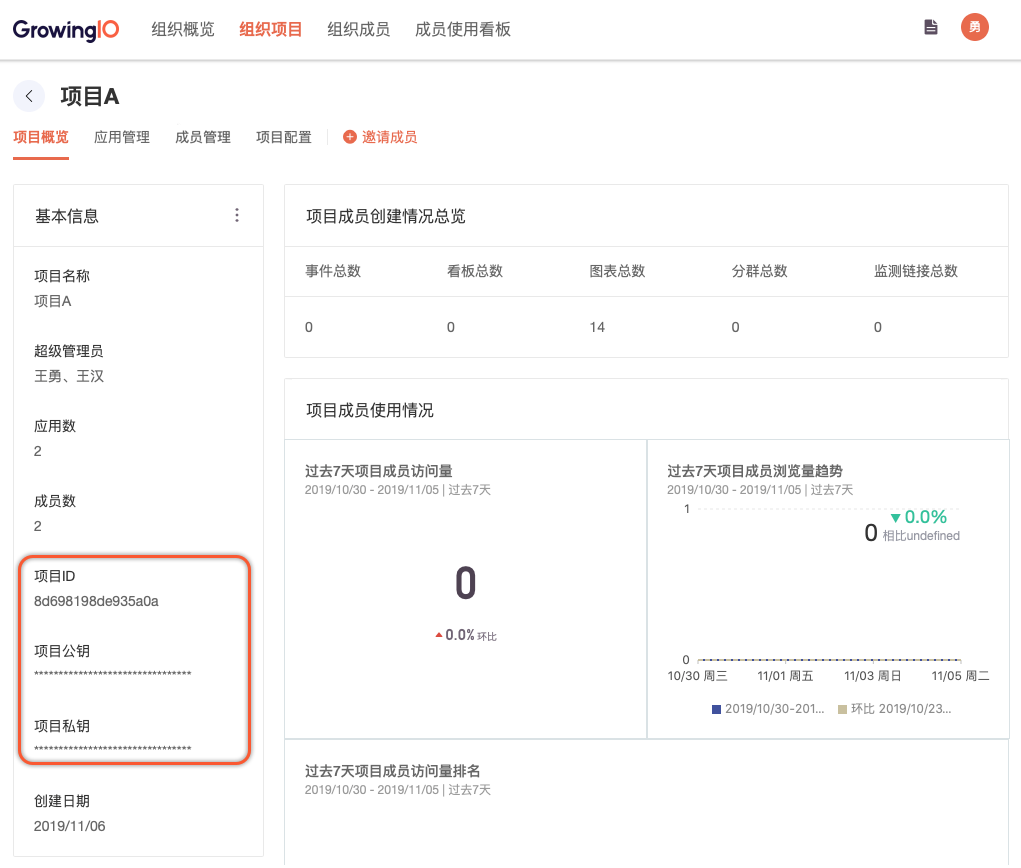 GrowingIO 组织概览 组织项目 组织成员 成员使用看板 勇
项目A
项目概览 应用管理 成员管理 项目配置 邀请成员
基本信息
项目名称
项目A
超级管理员
王勇、王汉
应用数
2
成员数
2
项目ID
8d698198de935a0a
项目公钥
********************************
项目私钥
********************************
创建日期
2019/11/06
项目成员创建情况总览
事件总数 看板总数 图表总数 分群总数 监测链接总数
0 0 14 0 0
项目成员使用情况
过去7天项目成员访问量
2019/10/30 - 2019/11/05 | 过去7天
0
0.0% 环比
过去7天项目成员浏览量趋势
2019/10/30 - 2019/11/05 | 过去7天
1
0.0%
0 相比undefined
0
10/30 周三 11/01 周五 11/03 周日 11/05 周二
2019/10/30-201... 环比 2019/10/23...
过去7天项目成员访问量排名
2019/10/30 - 2019/11/05 | 过去7天